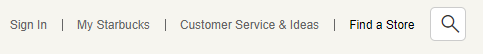 Sign In | My Starbucks | Customer Service & Ideas | Find a Store